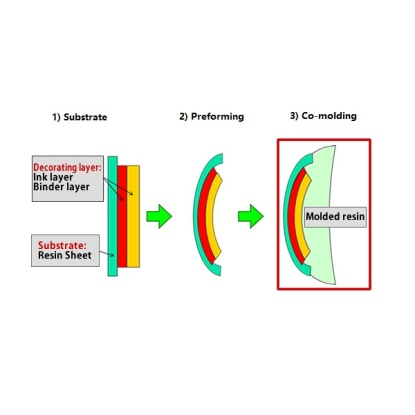 1) Substrate
2) Preforming
3) Co-molding
Decorating layer:
Ink layer
Binder layer
Substrate:
Resin Sheet
Molded resin